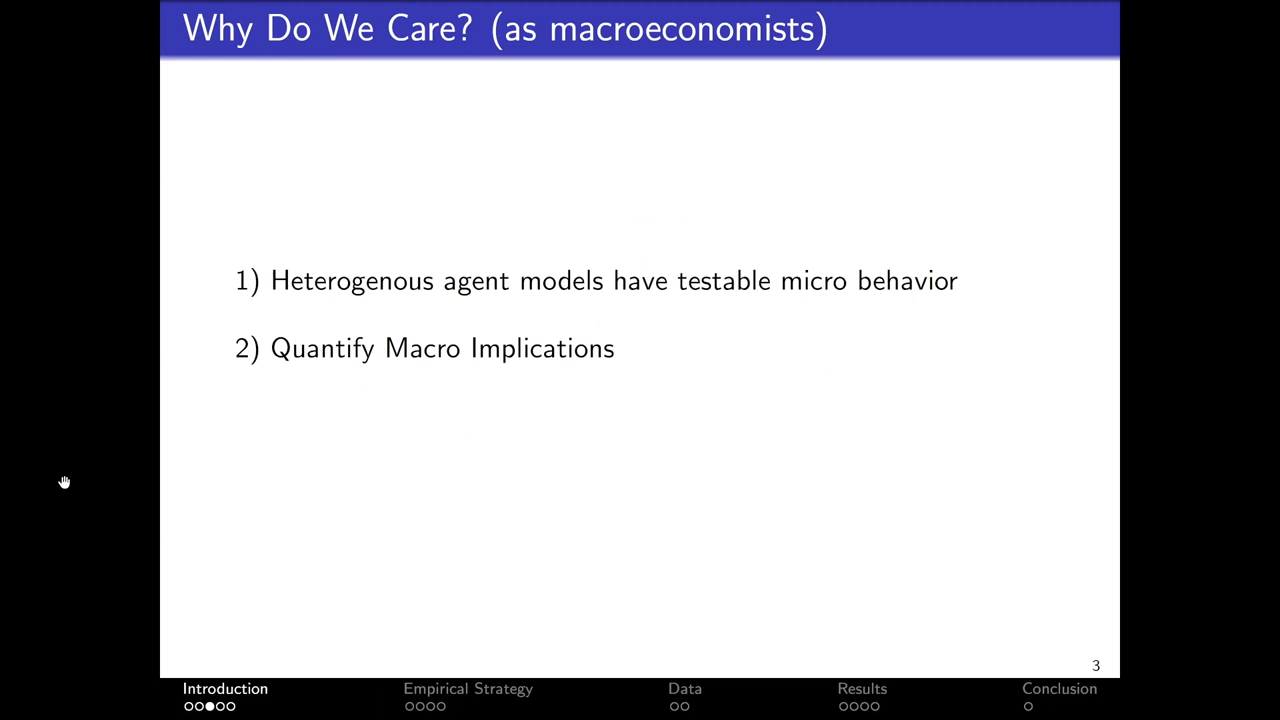 Why Do We Care? (as macroeconomists)
1) Heterogenous agent models have testable micro behavior
2) Quantify Macro Implications
3
Introduction Empirical Strategy Data Results Conclusion